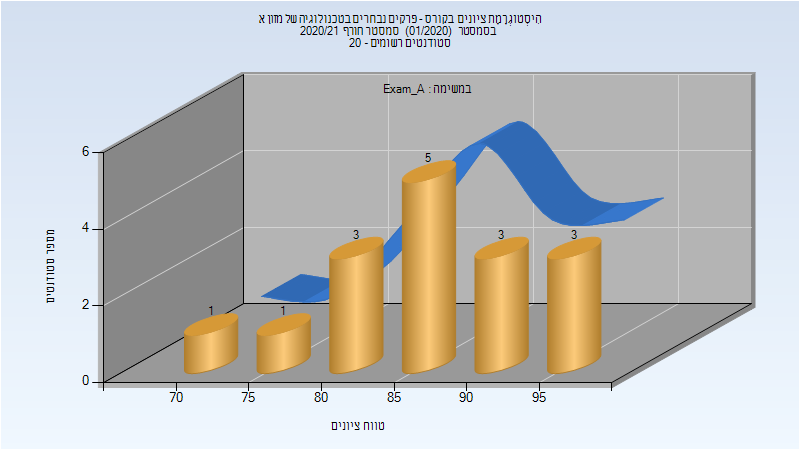 היסטוגרמת ציונים בקורס - פרקים נבחרים בטכנולוגיה של מזון א
בסמסטר (01/2020) סמסטר חורף 2020/21
סטודנטים רשומים - 20
במשימה : Exam_A
מספר סטודנטים
6
4
2
0
1
1
3
5
3
3
70
75
80
85
90
95
טווח ציונים